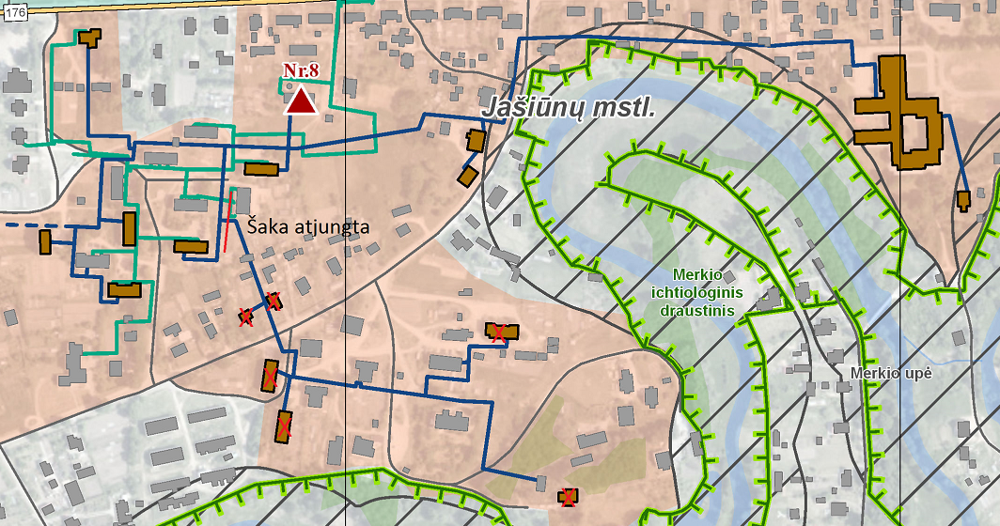 176
Nr.8
Jašiūnų mstl.
Šaka atjungta
Merkio
ichtiologinis
draustinis
Merkio upė